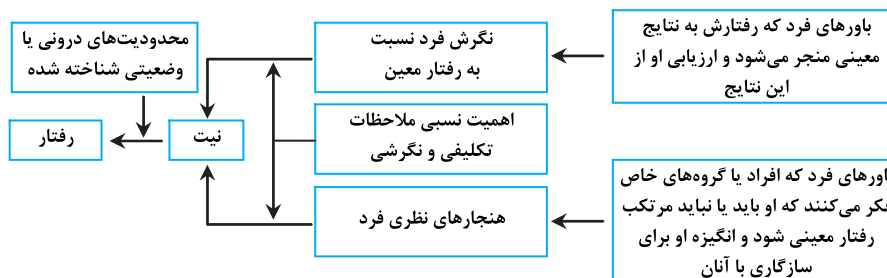 باورهای فرد که رفتارش به نتایج
معینی منجر می‌شود و ارزیابی او از
این نتایج
نگرش فرد نسبت
به رفتار معین
محدودیت‌های درونی یا
وضعیتی شناخته شده
اهمیت نسبی ملاحظات
تکلیفی و نگرشی
نیت
رفتار
هنجارهای نظری فرد
اورهای فرد که افراد یا گروه‌های خاص
فکر می‌کنند که او باید یا نباید مرتکب
رفتار معینی شود و انگیزه او برای
سازگاری با آنان